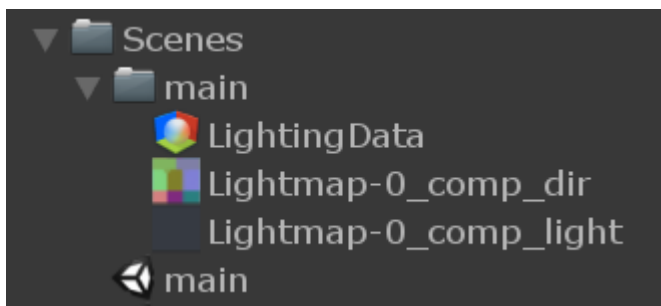 Scenes
main
LightingData
Lightmap-0_comp_dir
Lightmap-0_comp_light
main